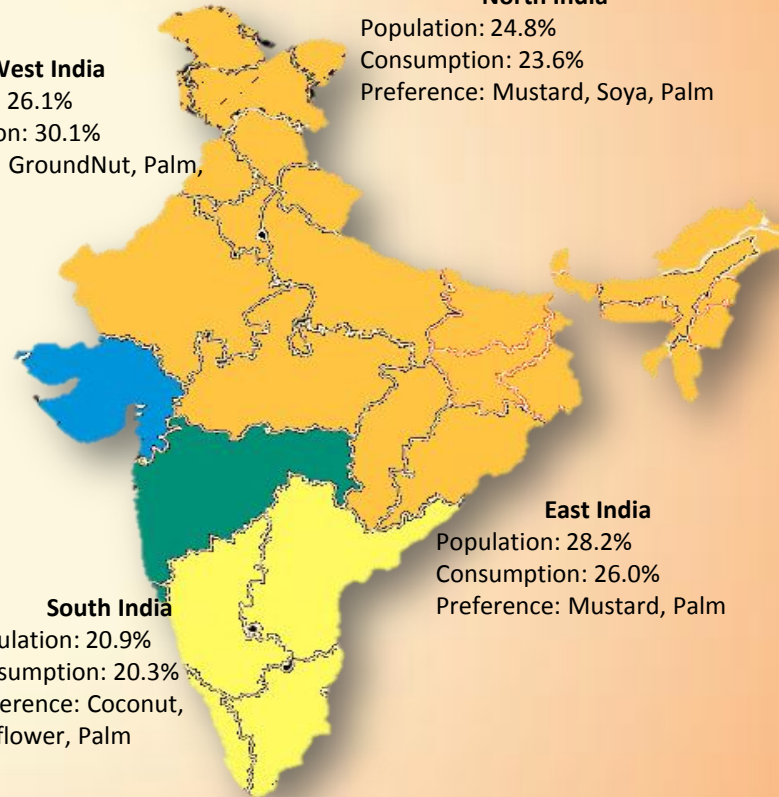 North India
Population: 24.8%
Consumption: 23.6%
Preference: Mustard, Soya, Palm
West India
26.1%
on: 30.1%
GroundNut, Palm,
East India
Population: 28.2%
Consumption: 26.0%
Preference: Mustard, Palm
South India
ulation: 20.9%
sumption: 20.3%
erence: Coconut,
flower, Palm